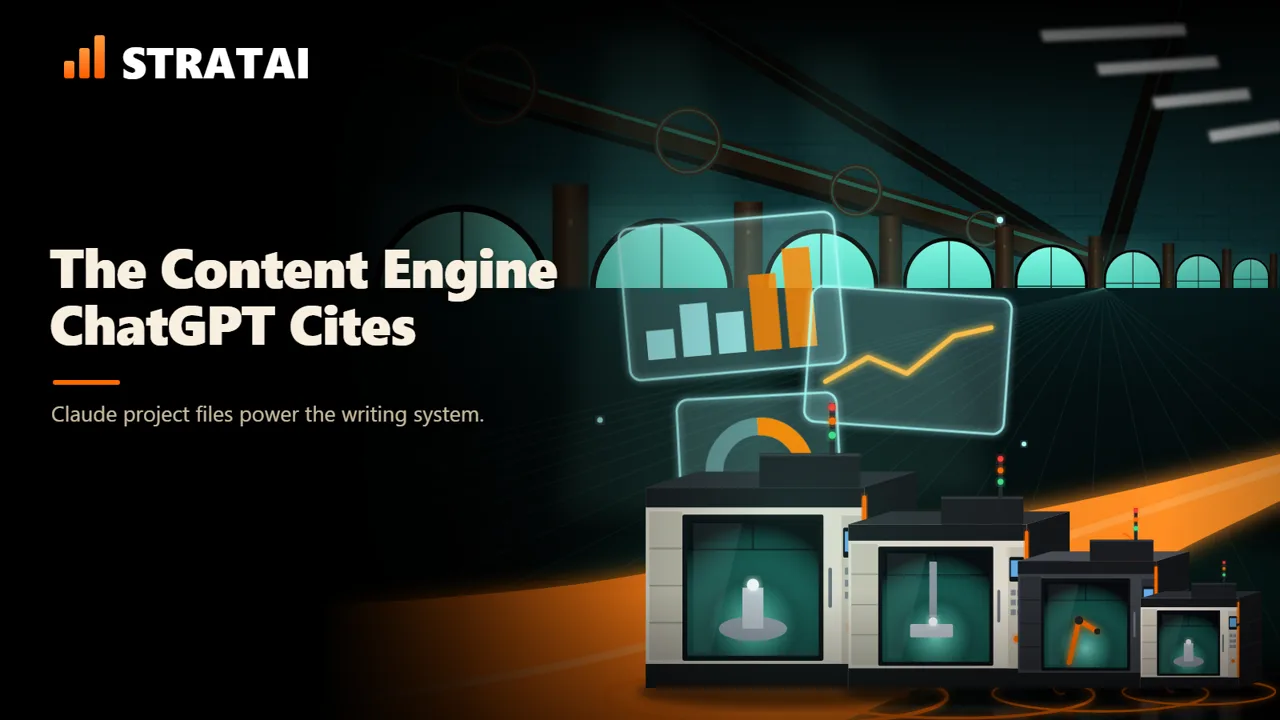 STRATAI
The Content Engine
ChatGPT Cites
Claude project files power the writing system.